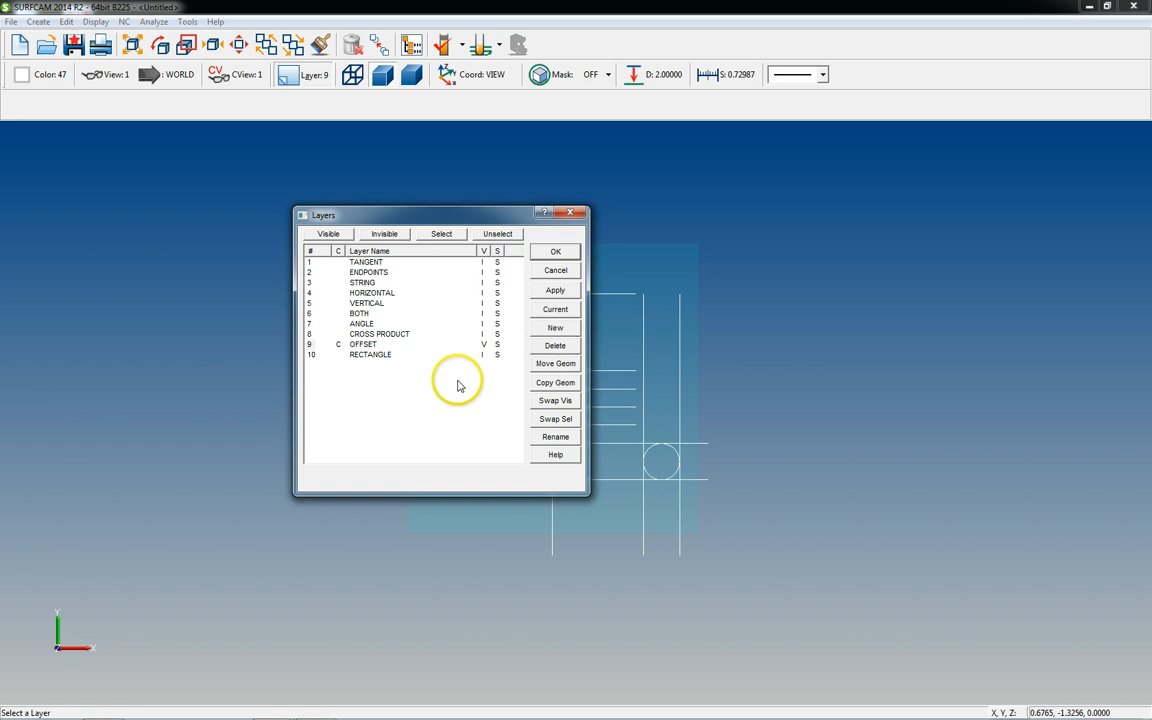 SURFCAM 2014 R2 - 64bit B225 - <Untitled>
File Create Edit Display NC Analyze Tools Help
Color: 47 View: 1 : WORLD CV CView: 1 Layer: 9 Coord: VIEW Mask: OFF D: 2.00000 S: 0.72987
Layers
Visible Invisible Select Unselect
# C Layer Name V S
1 TANGENT I S
2 ENDPOINTS I S
3 STRING I S
4 HORIZONTAL I S
5 VERTICAL I S
6 BOTH I S
7 ANGLE I S
8 CROSS PRODUCT I S
9 C OFFSET V S
10 RECTANGLE I S
OK
Cancel
Apply
Current
New
Delete
Move Geom
Copy Geom
Swap Vis
Swap Sel
Rename
Help
Y
X
Select a Layer X, Y, Z: 0.6765, -1.3256, 0.0000